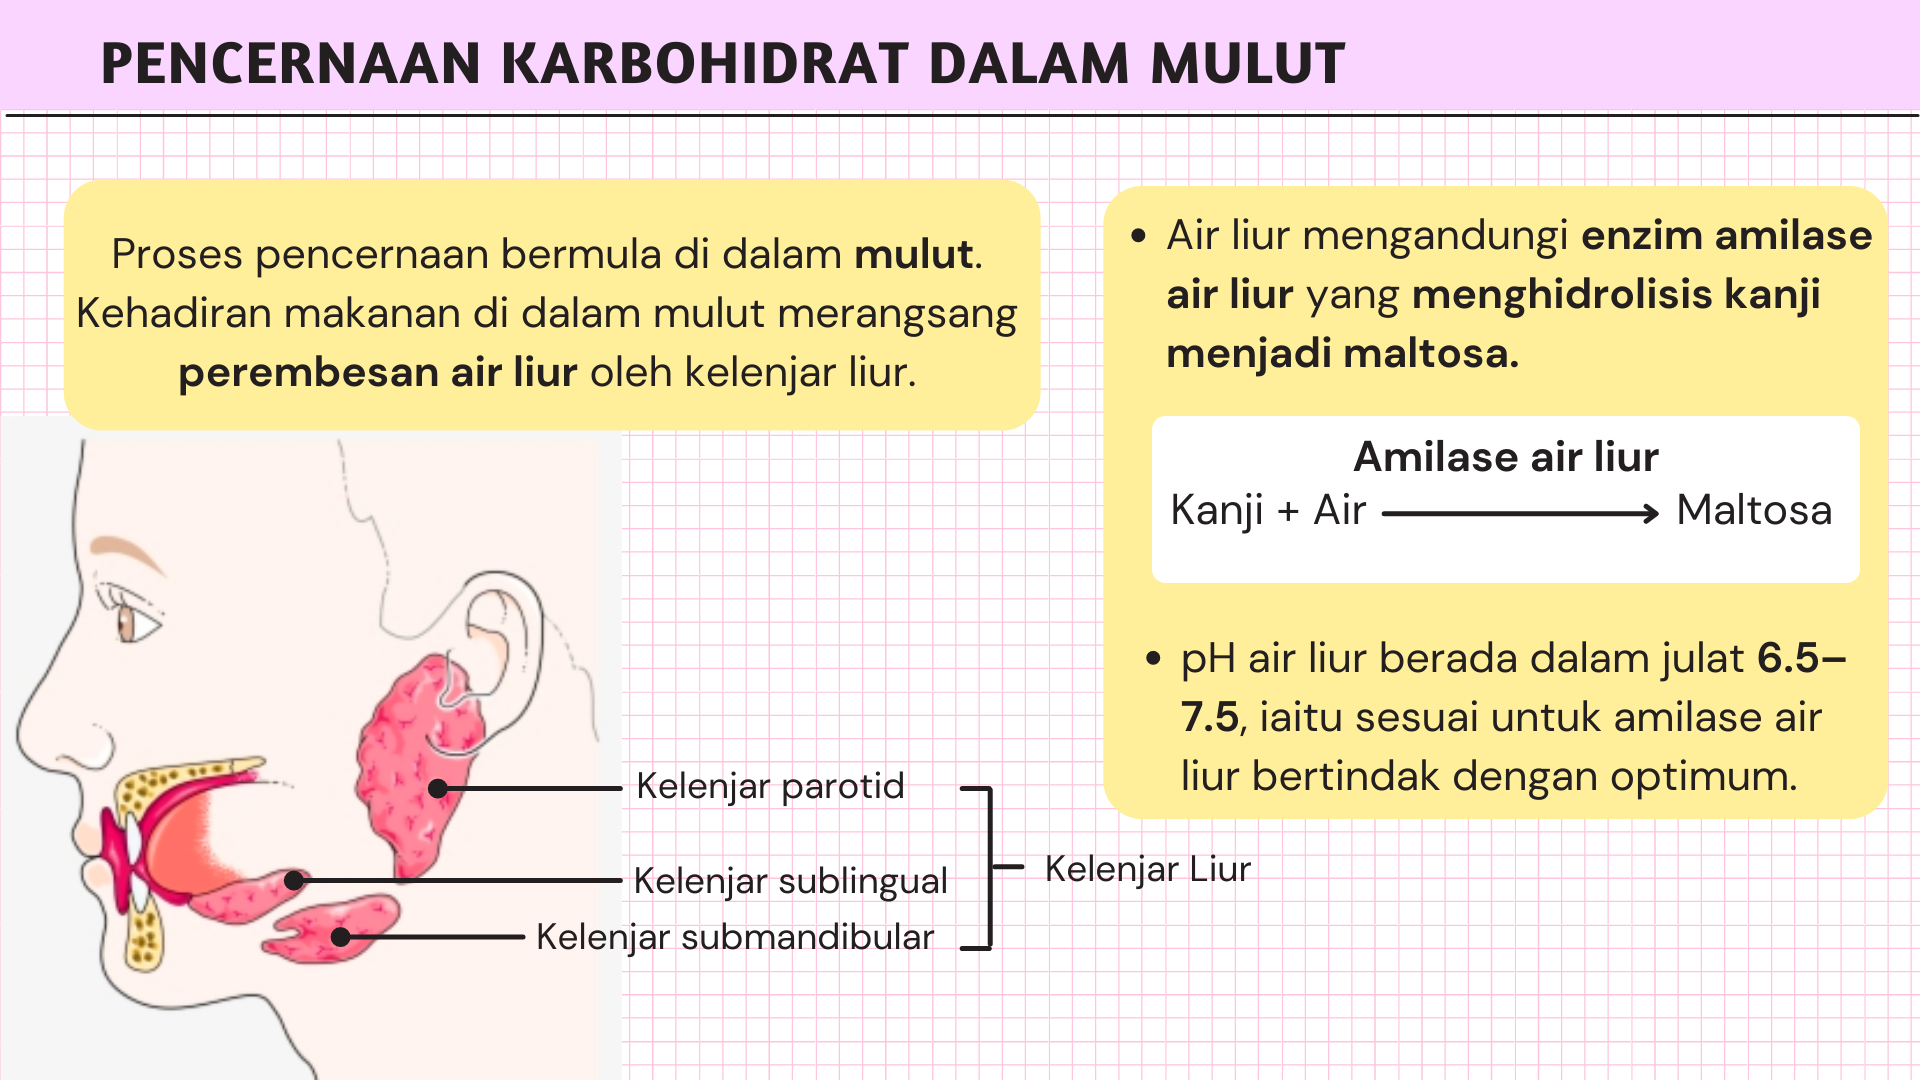 PENCERNAAN KARBOHIDRAT DALAM MULUT
Proses pencernaan bermula di dalam mulut.
Kehadiran makanan di dalam mulut merangsang
perembesan air liur oleh kelenjar liur.
• Air liur mengandungi enzim amilase
air liur yang menghidrolisis kanji
menjadi maltosa.
Amilase air liur
Kanji + Air → Maltosa
• pH air liur berada dalam julat 6.5–
7.5, iaitu sesuai untuk amilase air
liur bertindak dengan optimum.
Kelenjar parotid
Kelenjar sublingual
Kelenjar submandibular
Kelenjar Liur